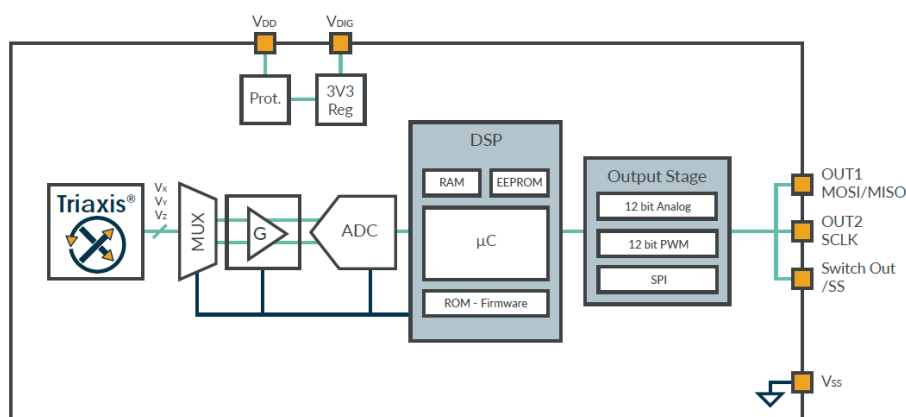 VDD
VDIG
Prot.
3V3
Reg
DSP
RAM
EEPROM
µC
ROM - Firmware
Output Stage
12 bit Analog
12 bit PWM
SPI
OUT1
MOSI/MISO
OUT2
SCLK
Switch Out
/SS
Vx
VY
Vz
Triaxis®
MUX
G
ADC
Vss